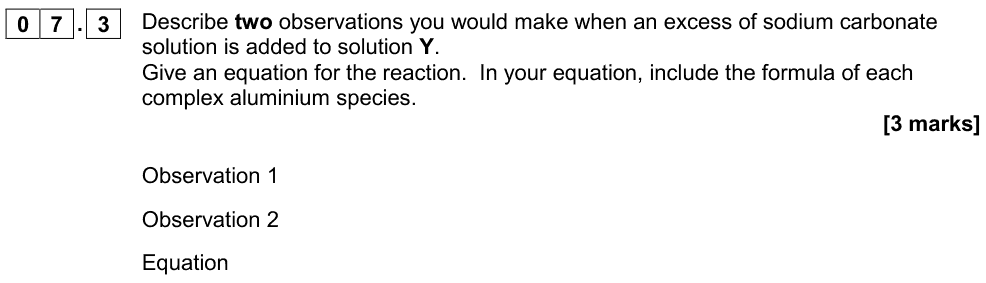 07.3 Describe two observations you would make when an excess of sodium carbonate
solution is added to solution Y.
Give an equation for the reaction. In your equation, include the formula of each
complex aluminium species.
[3 marks]
Observation 1
Observation 2
Equation